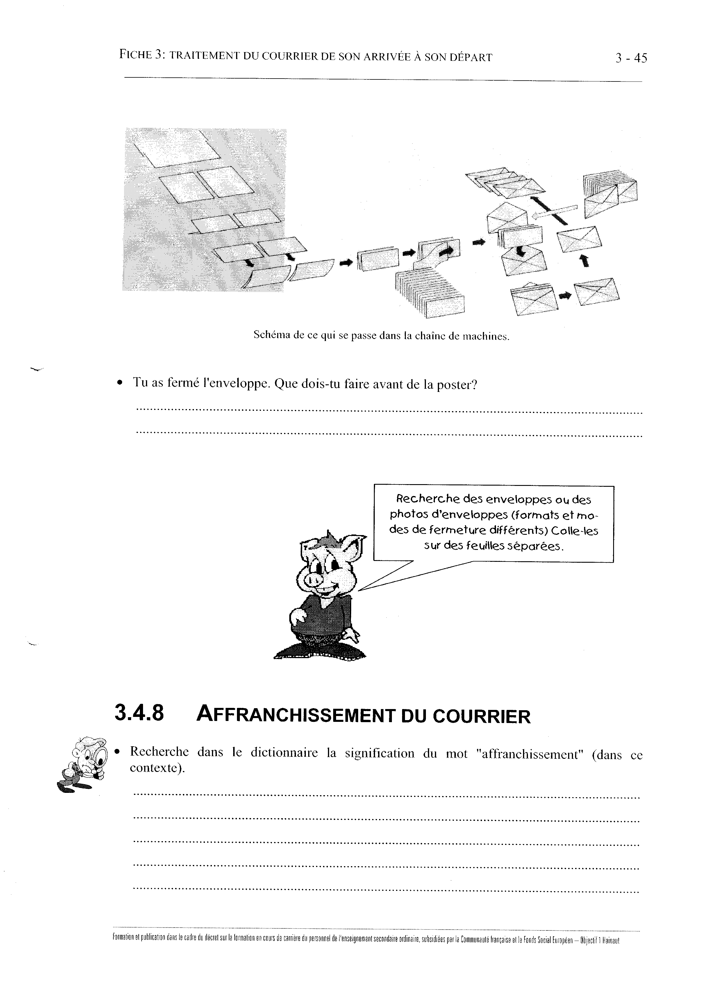 FICHE 3: TRAITEMENT DU COURRIER DE SON ARRIVÉE À SON DÉPART 3 - 45
Schéma de ce qui se passe dans la chaîne de machines.
• Tu as fermé l'enveloppe. Que dois-tu faire avant de la poster?
Recherche des enveloppes ou des
photos d'enveloppes (formats et mo-
des de fermeture différents) Colle-les
sur des feuilles séparées.
3.4.8 AFFRANCHISSEMENT DU COURRIER
• Recherche dans le dictionnaire la signification du mot "affranchissement" (dans ce
contexte).
Formation et publication dans le cadre du décret sur la formation en cours de carrière du personnel de l'enseignement secondaire ordinaire, subsidiées par la Communauté française et le Fonds Social Européen – Objectif 1 Hainaut